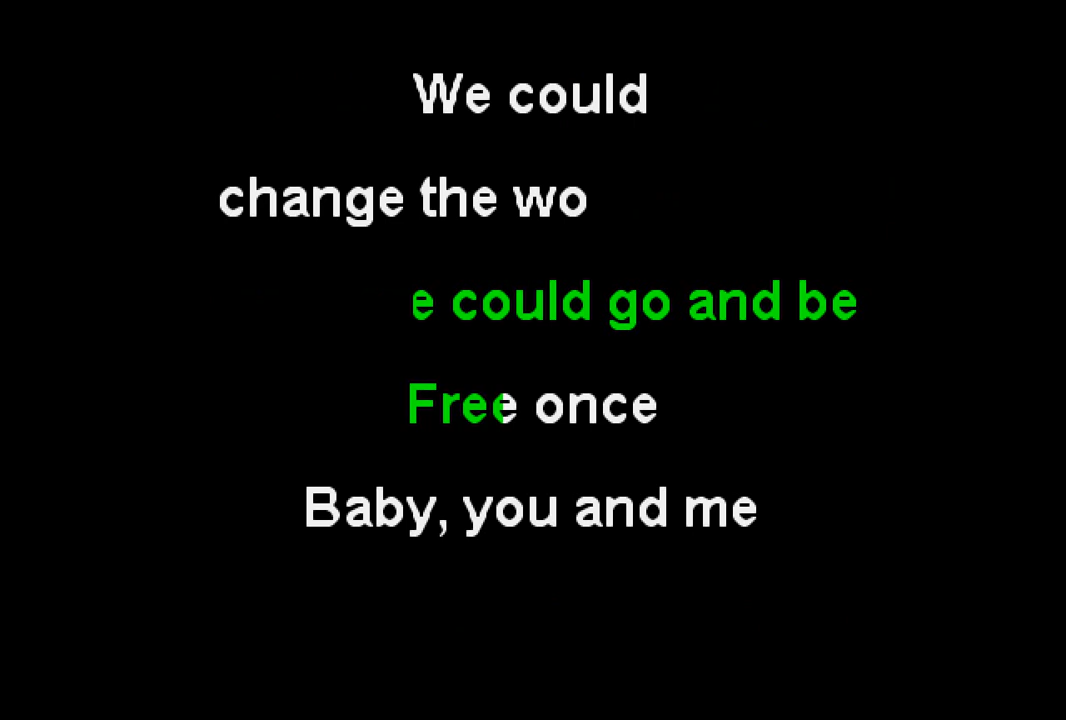 We could
change the wo
e could go and be
Free once
Baby, you and me